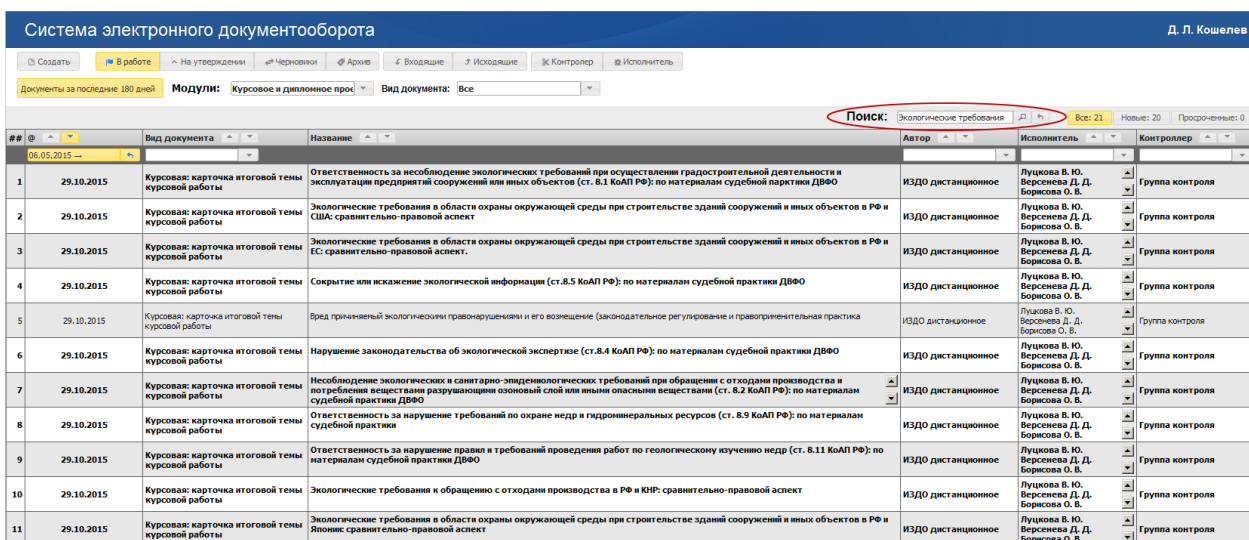 Система электронного документооборота
Д. Л. Кошелев
Создать В работе На утверждении Черновики Архив Входящие Исходящие Контролер Исполнитель
Документы за последние 180 дней Модули: Курсовое и дипломное прое Вид документа: Все
Поиск: Экологические требования Все: 21 Новые: 20 Просроченные: 0
## @ Вид документа Название Автор Исполнитель Контроллер
06.05.2015 →
1 29.10.2015 Курсовая: карточка итоговой темы курсовой работы
Ответственность за несоблюдение экологических требований при осуществлении градостроительной деятельности и
эксплуатации предприятий сооружений или иных объектов (ст. 8.1 КоАП РФ): по материалам судебной парктики ДВФО
ИЗДО дистанционное
Луцкова В. Ю.
Версенева Д. Д.
Борисова О. В.
Группа контроля
2 29.10.2015 Курсовая: карточка итоговой темы курсовой работы
Экологические требования в области охраны окружающей среды при строительстве зданий сооружений и иных объектов в РФ и
США: сравнительно-правовой аспект
ИЗДО дистанционное
Луцкова В. Ю.
Версенева Д. Д.
Борисова О. В.
Группа контроля
3 29.10.2015 Курсовая: карточка итоговой темы курсовой работы
Экологические требования в области охраны окружающей среды при строительстве зданий сооружений и иных объектов в РФ и
ЕС: сравнительно-правовой аспект.
ИЗДО дистанционное
Луцкова В. Ю.
Версенева Д. Д.
Борисова О. В.
Группа контроля
4 29.10.2015 Курсовая: карточка итоговой темы курсовой работы
Сокрытие или искажение экологической информации (ст.8.5 КоАП РФ): по материалам судебной практики ДВФО
ИЗДО дистанционное
Луцкова В. Ю.
Версенева Д. Д.
Борисова О. В.
Группа контроля
5 29.10.2015 Курсовая: карточка итоговой темы курсовой работы
Вред причиняемый экологическими правонарушениями и его возмещение (законодательное регулирование и правоприменительная практика
ИЗДО дистанционное
Луцкова В. Ю.
Версенева Д. Д.
Борисова О. В.
Группа контроля
6 29.10.2015 Курсовая: карточка итоговой темы курсовой работы
Нарушение законодательства об экологической экспертизе (ст.8.4 КоАП РФ): по материалам судебной практики ДВФО
ИЗДО дистанционное
Луцкова В. Ю.
Версенева Д. Д.
Борисова О. В.
Группа контроля
7 29.10.2015 Курсовая: карточка итоговой темы курсовой работы
Несоблюдение экологических и санитарно-эпидемиологических требований при обращении с отходами производства и
потребления веществами разрушающими озоновый слой или иными опасными веществами (ст. 8.2 КоАП РФ): по материалам
судебной практики ДВФО
ИЗДО дистанционное
Луцкова В. Ю.
Версенева Д. Д.
Борисова О. В.
Группа контроля
8 29.10.2015 Курсовая: карточка итоговой темы курсовой работы
Ответственность за нарушение требований по охране недр и гидроминеральных ресурсов (ст. 8.9 КоАП РФ): по материалам
судебной практики
ИЗДО дистанционное
Луцкова В. Ю.
Версенева Д. Д.
Борисова О. В.
Группа контроля
9 29.10.2015 Курсовая: карточка итоговой темы курсовой работы
Ответственность за нарушение правил и требований проведения работ по геологическому изучению недр (ст. 8.11 КоАП РФ): по
материалам судебной практики ДВФО
ИЗДО дистанционное
Луцкова В. Ю.
Версенева Д. Д.
Борисова О. В.
Группа контроля
10 29.10.2015 Курсовая: карточка итоговой темы курсовой работы
Экологические требования к обращению с отходами производства в РФ и КНР: сравнительно-правовой аспект
ИЗДО дистанционное
Луцкова В. Ю.
Версенева Д. Д.
Борисова О. В.
Группа контроля
11 29.10.2015 Курсовая: карточка итоговой темы курсовой работы
Экологические требования в области охраны окружающей среды при строительстве зданий сооружений и иных объектов в РФ и
Японии: сравнительно-правовой аспект
ИЗДО дистанционное
Луцкова В. Ю.
Версенева Д. Д.
Борисова О. В.
Группа контроля